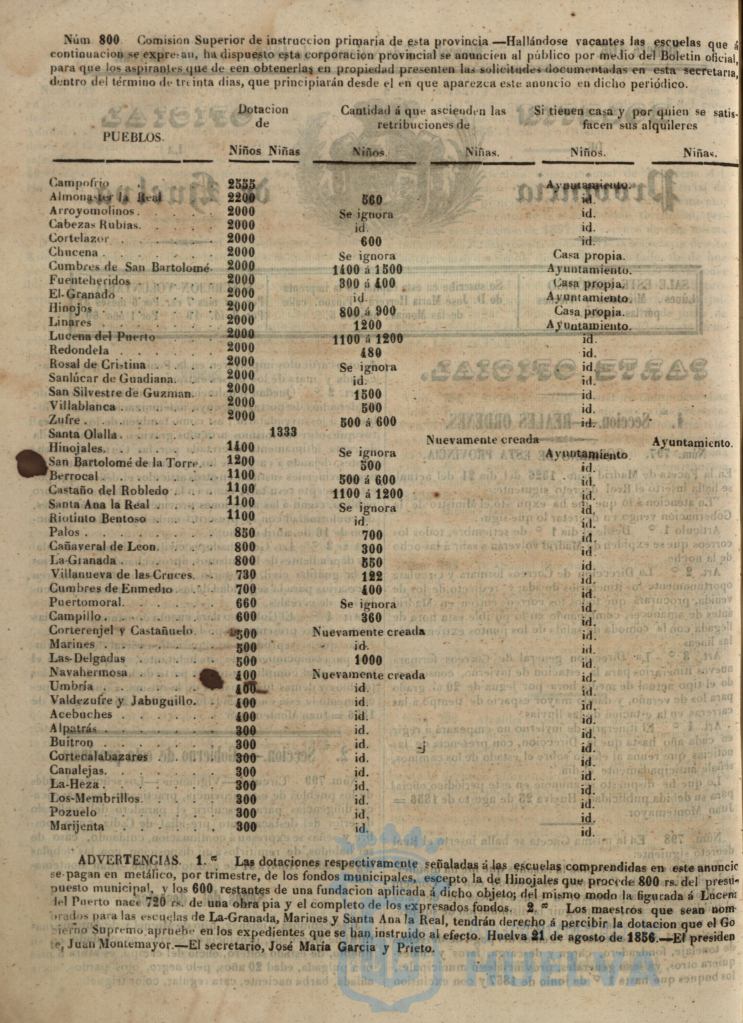 Núm 800 Comision Superior de instruccion primaria de esta provincia —Hallándose vacantes las escuelas que á
continuacion se expresan, ha dispuesto esta corporacion provincial se anuncien al público por medio del Boletin oficial,
para que los aspirantes que de een obtenerlas en propiedad presenten las solicitudes documentadas en esta secretaria,
dentro del término de treinta dias, que principiarán desde el en que aparezca este anuncio en dicho periódico.
PUEBLOS. Dotacion de Cantidad á que ascienden las retribuciones de Si tienen casa y por quien se satisfacen sus alquileres
Niños Niñas Niños. Niñas. Niños. Niñas.
Campofrio 2555 Ayuntamiento.
Almonaster la Real 2200 560 id.
Arroyomolinos. 2000 Se ignora id.
Cabezas Rubias. 2000 id. id.
Cortelazor 2000 600 id.
Chucena 2000 Se ignora Casa propia.
Cumbres de San Bartolomé. 2000 1400 á 1500 Ayuntamiento.
Fuenteheridos 2000 300 á 400 Casa propia.
El-Granado 2000 id. Ayuntamiento.
Hinojos 2000 800 á 900 Casa propia.
Linares 2000 1200 Ayuntamiento.
Lucena del Puerto 2000 1100 á 1200 id.
Redondela 2000 480 id.
Rosal de Cristina 2000 Se ignora id.
Sanlúcar de Guadiana. 2000 id. id.
San Silvestre de Guzman. 2000 1500 id.
Villablanca 2000 500 id.
Zufre 2000 500 á 600 id.
Santa Olalla 1333 Nuevamente creada Ayuntamiento.
Hinojales. 1400 Se ignora Ayuntamiento.
San Bartolomé de la Torre. 1200 500 id.
Berrocal 1100 500 á 600 id.
Castaño del Robledo 1100 1100 á 1200 id.
Santa Ana la Real 1100 Se ignora id.
Riotinto Bentoso 1100 id. id.
Palos 850 700 id.
Cañaveral de Leon. 800 300 id.
La-Granada 800 550 id.
Villanueva de las Cruces. 730 122 id.
Cumbres de Enmedio 700 400 id.
Puertomoral. 660 Se ignora id.
Campillo 600 360 id.
Corterenjel y Castañuelo 500 Nuevamente creada id.
Marines 500 id. id.
Las-Delgadas 500 1000 id.
Navahermosa 400 Nuevamente creada id.
Umbría 400 id. id.
Valdezufre y Jabuguillo. 400 id. id.
Acebuches 400 id. id.
Alpatrás 300 id. id.
Buitron 300 id. id.
Cortecalabazares 300 id. id.
Canalejas. 300 id. id.
La-Heza 300 id. id.
Los-Membrillos. 300 id. id.
Pozuelo 300 id. id.
Marijenta 300 id. id.
ADVERTENCIAS. 1.ª Las dotaciones respectivamente señaladas á las escuelas comprendidas en este anuncio
se pagan en metálico, por trimestre, de los fondos municipales, escepto la de Hinojales que procede 800 rs. del presu-
puesto municipal, y los 600 restantes de una fundacion aplicada á dicho objeto; del mismo modo la figurada á Lucena
del Puerto nace 720 rs. de una obra pia y el completo de los expresados fondos. 2.ª Los maestros que sean nom-
brados para las escuelas de La-Granada, Marines y Santa Ana la Real, tendrán derecho á percibir la dotacion que el Go
bierno Supremo apruebe en los expedientes que se han instruido al efecto. Huelva 21 de agosto de 1856.—El presiden
e, Juan Montemayor.—El secretario, José Maria Garcia y Prieto.
HUELVA